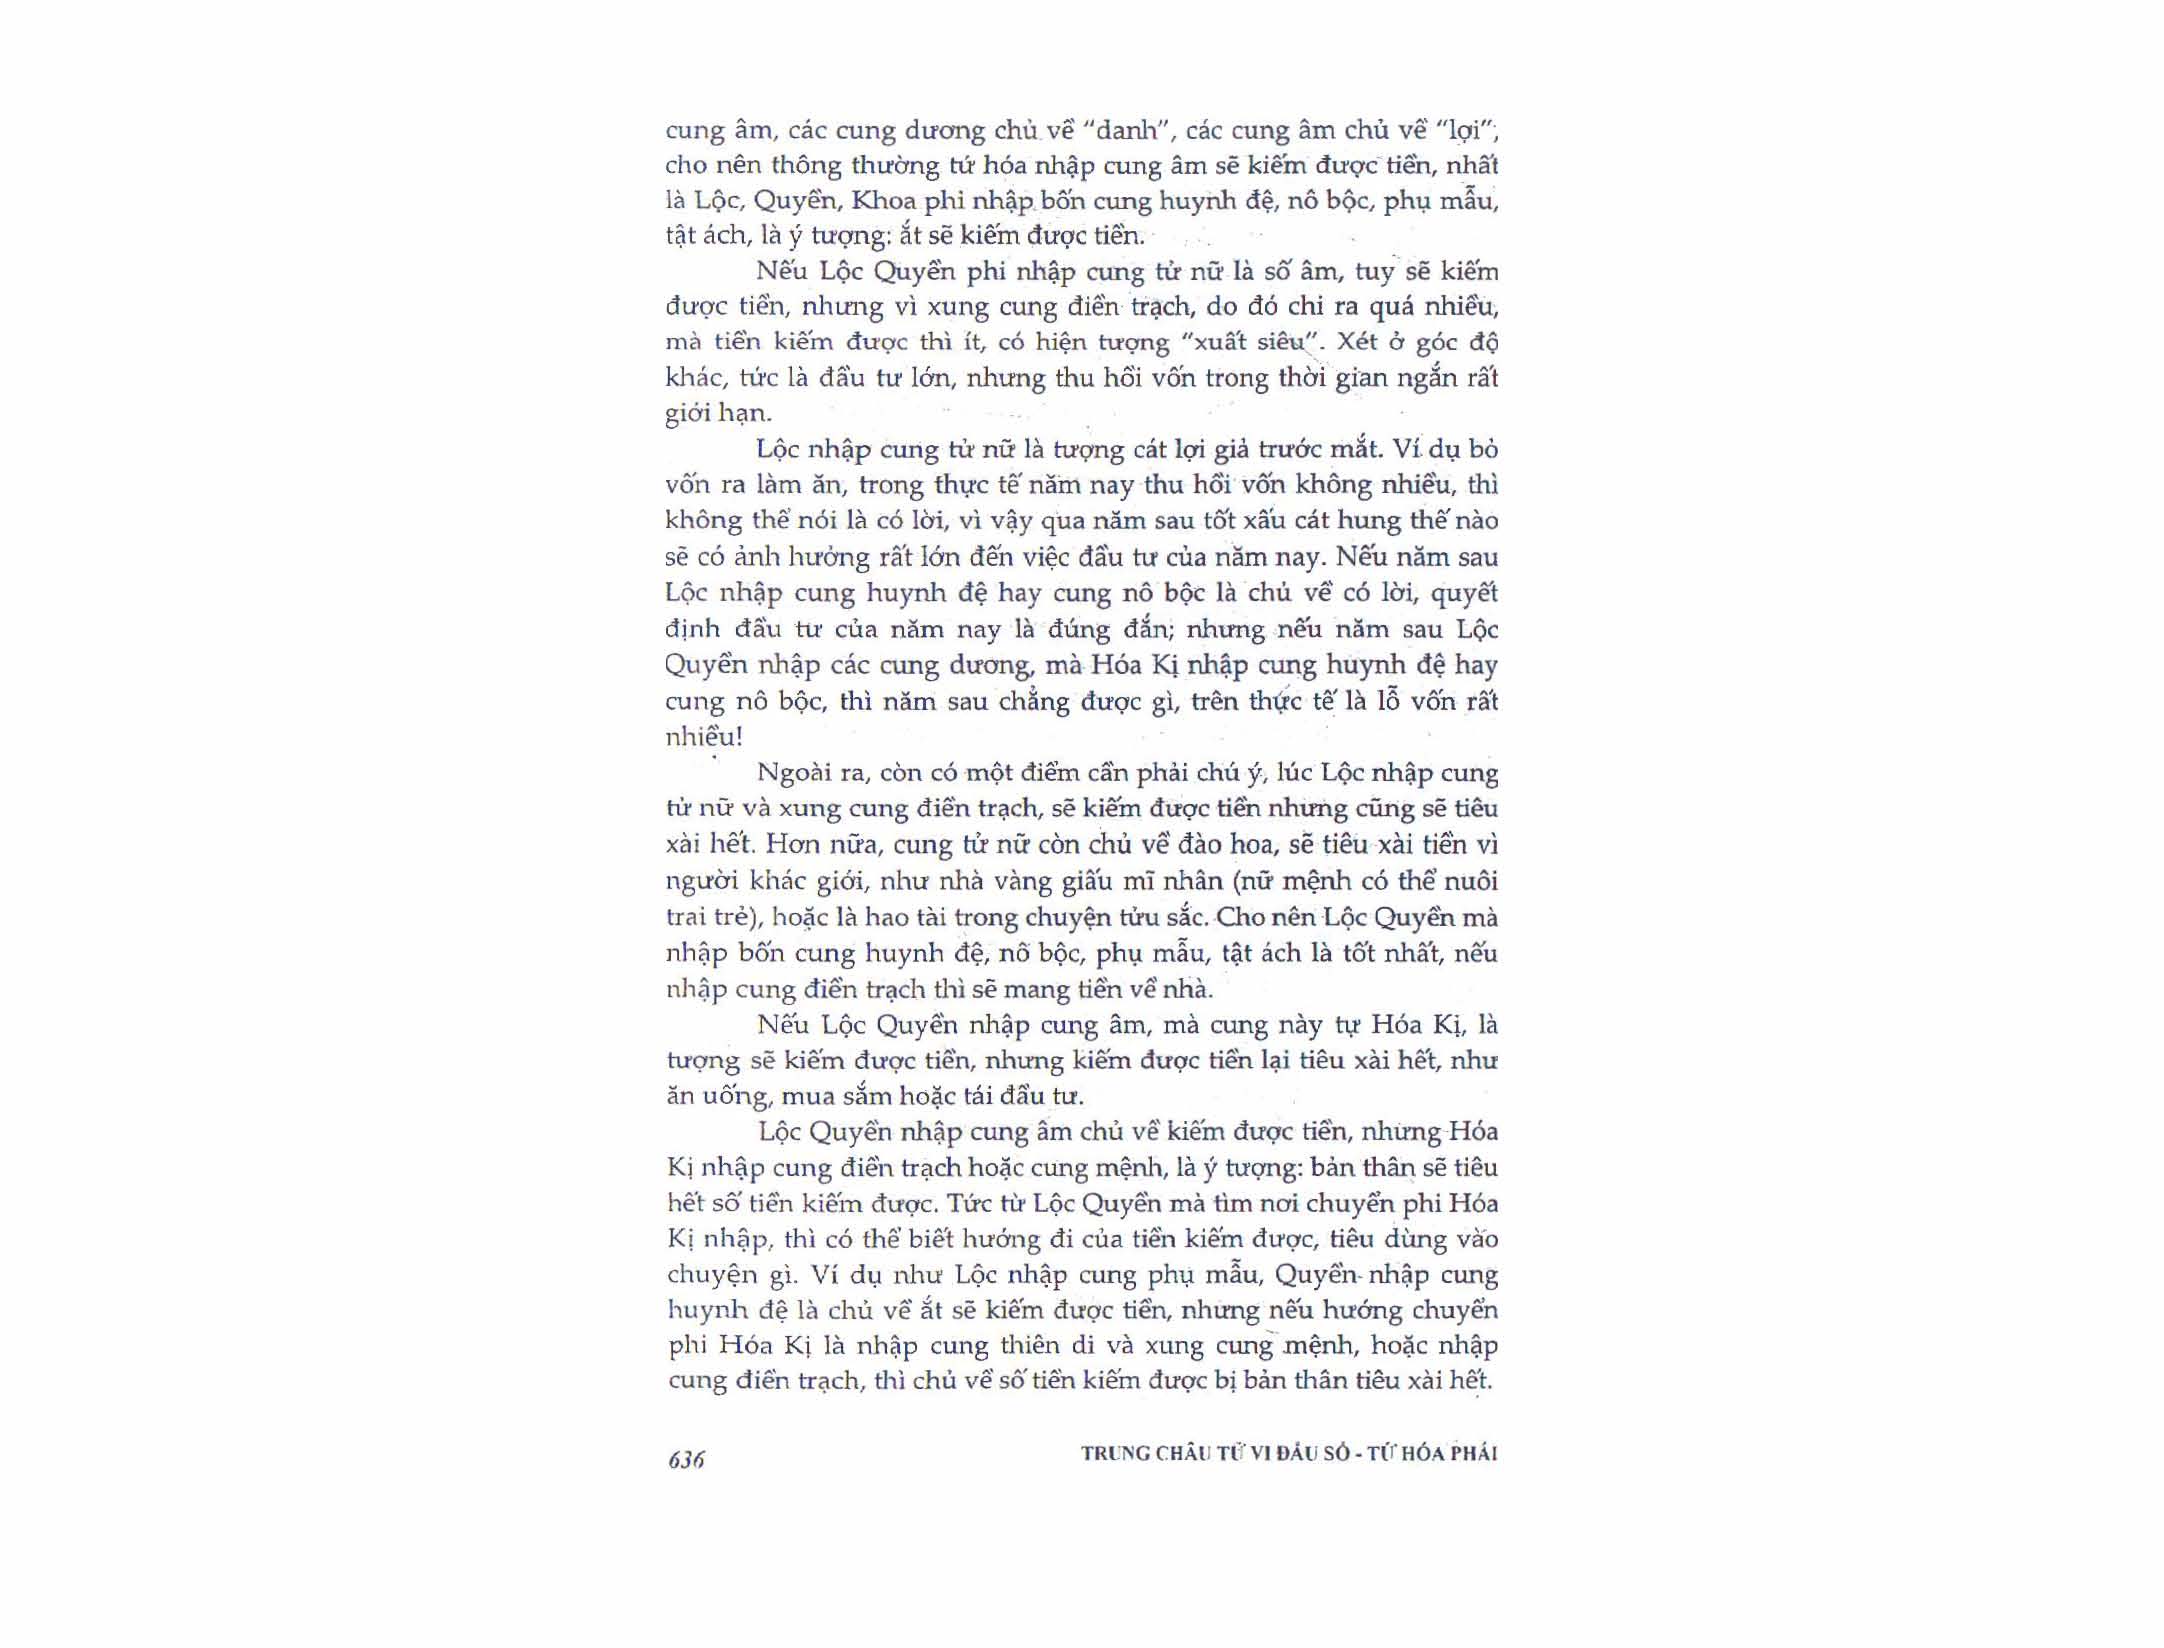 cung âm, các cung dương chủ về "danh", các cung âm chủ về "lợi";
cho nên thông thường tứ hóa nhập cung âm sẽ kiếm được tiền, nhất
là Lộc, Quyền, Khoa phi nhập bốn cung huynh đệ, nô bộc, phụ mẫu,
tật ách, là ý tượng: ắt sẽ kiếm được tiền.
Nếu Lộc Quyền phi nhập cung tử nữ là số âm, tuy sẽ kiếm
được tiền, nhưng vì xung cung điền trạch, do đó chi ra quá nhiều,
mà tiền kiếm được thì ít, có hiện tượng "xuất siêu". Xét ở góc độ
khác, tức là đầu tư lớn, nhưng thu hồi vốn trong thời gian ngắn rất
giới hạn.
Lộc nhập cung tử nữ là tượng cát lợi giả trước mắt. Ví dụ bỏ
vốn ra làm ăn, trong thực tế năm nay thu hồi vốn không nhiều, thì
không thể nói là có lời, vì vậy qua năm sau tốt xấu cát hung thế nào
sẽ có ảnh hưởng rất lớn đến việc đầu tư của năm nay. Nếu năm sau
Lộc nhập cung huynh đệ hay cung nô bộc là chủ về có lời, quyết
định đầu tư của năm nay là đúng đắn; nhưng nếu năm sau Lộc
Quyền nhập các cung dương, mà Hóa Kị nhập cung huynh đệ hay
cung nô bộc, thì năm sau chẳng được gì, trên thực tế là lỗ vốn rất
nhiều!
Ngoài ra, còn có một điểm cần phải chú ý, lúc Lộc nhập cung
tử nữ và xung cung điền trạch, sẽ kiếm được tiền nhưng cũng sẽ tiêu
xài hết. Hơn nữa, cung tử nữ còn chủ về đào hoa, sẽ tiêu xài tiền vì
người khác giới, như nhà vàng giấu mĩ nhân (nữ mệnh có thể nuôi
trai trẻ), hoặc là hao tài trong chuyện tửu sắc. Cho nên Lộc Quyền mà
nhập bốn cung huynh đệ, nô bộc, phụ mẫu, tật ách là tốt nhất, nếu
nhập cung điền trạch thì sẽ mang tiền về nhà.
Nếu Lộc Quyền nhập cung âm, mà cung này tự Hóa Kị, là
tượng sẽ kiếm được tiền, nhưng kiếm được tiền lại tiêu xài hết, như
ăn uống, mua sắm hoặc tái đầu tư.
Lộc Quyền nhập cung âm chủ về kiếm được tiền, nhưng Hóa
Kị nhập cung điền trạch hoặc cung mệnh, là ý tượng: bản thân sẽ tiêu
hết số tiền kiếm được. Tức từ Lộc Quyền mà tìm nơi chuyển phi Hóa
Kị nhập, thì có thể biết hướng đi của tiền kiếm được, tiêu dùng vào
chuyện gì. Ví dụ như Lộc nhập cung phụ mẫu, Quyền nhập cung
huynh đệ là chủ về ắt sẽ kiếm được tiền, nhưng nếu hướng chuyển
phi Hóa Kị là nhập cung thiên di và xung cung mệnh, hoặc nhập
cung điền trạch, thì chủ về số tiền kiếm được bị bản thân tiêu xài hết.
636
TRUNG CHÂU TỬ VI ĐẨU SỐ - TỨ HÓA PHÁI